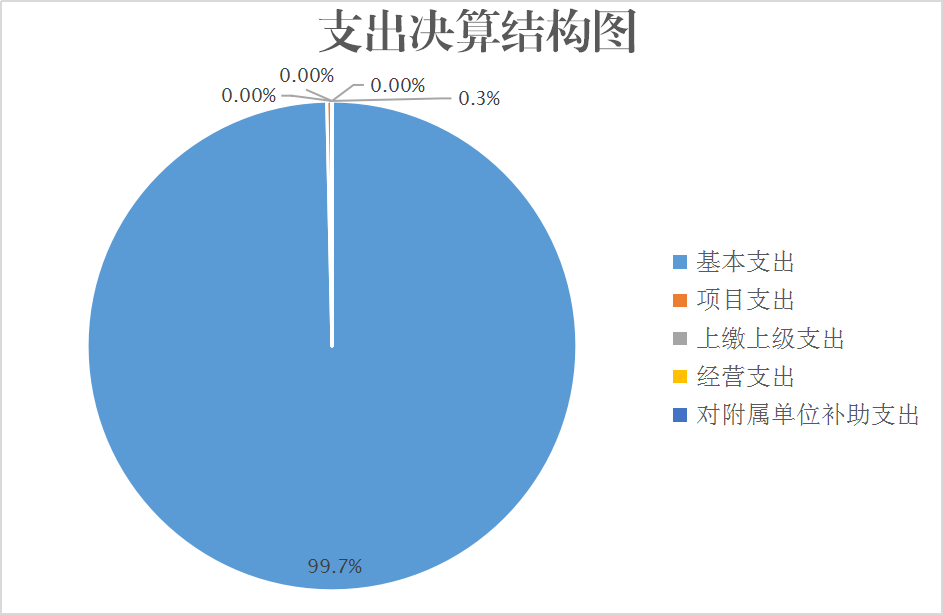 支出决算结构图
0.00%
0.00%
0.00%
0.3%
99.7%
基本支出
项目支出
上缴上级支出
经营支出
对附属单位补助支出